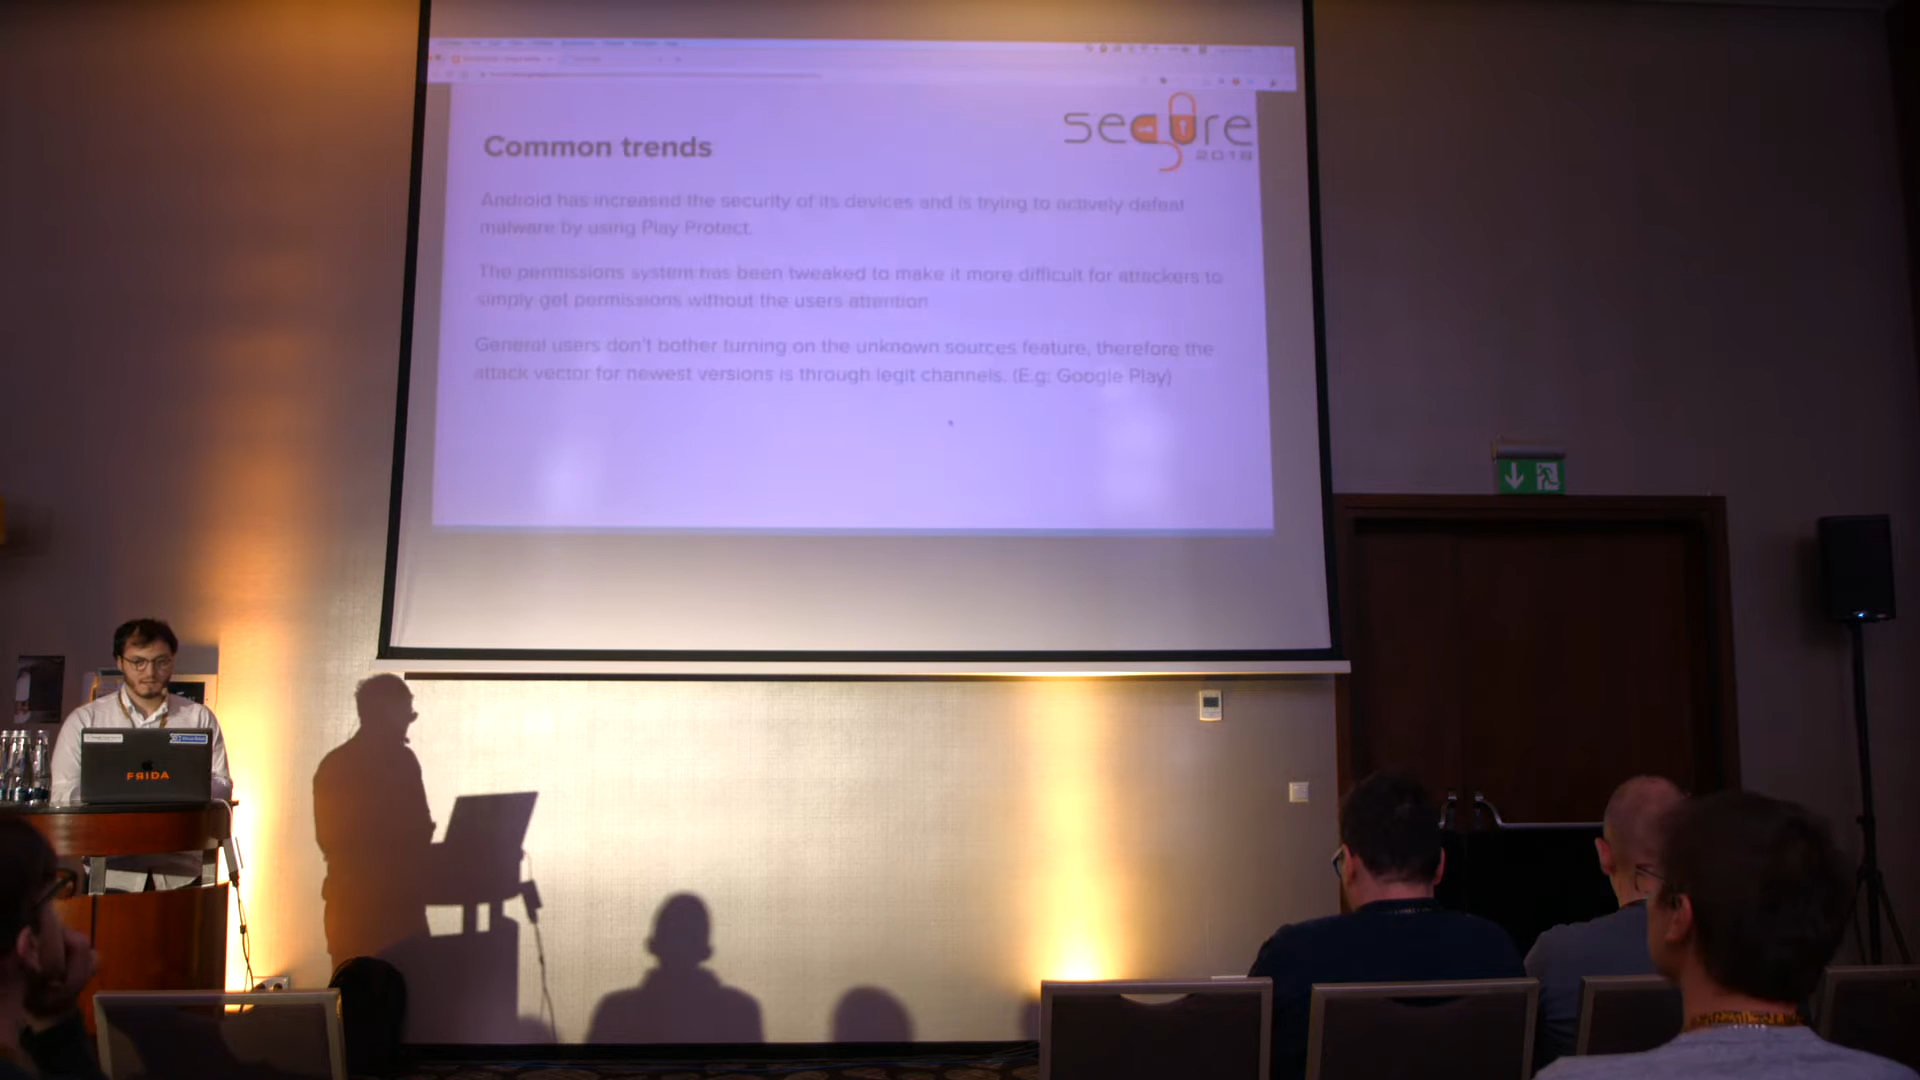 secure
2018
Common trends
Android has increased the security of its devices and is trying to actively defeat
malware by using Play Protect.
The permissions system has been tweaked to make it more difficult for attackers to
simply get permissions without the users attention
General users don't bother turning on the unknown sources feature, therefore the
attack vector for newest versions is through legit channels. (E.g: Google Play)
FRIDA